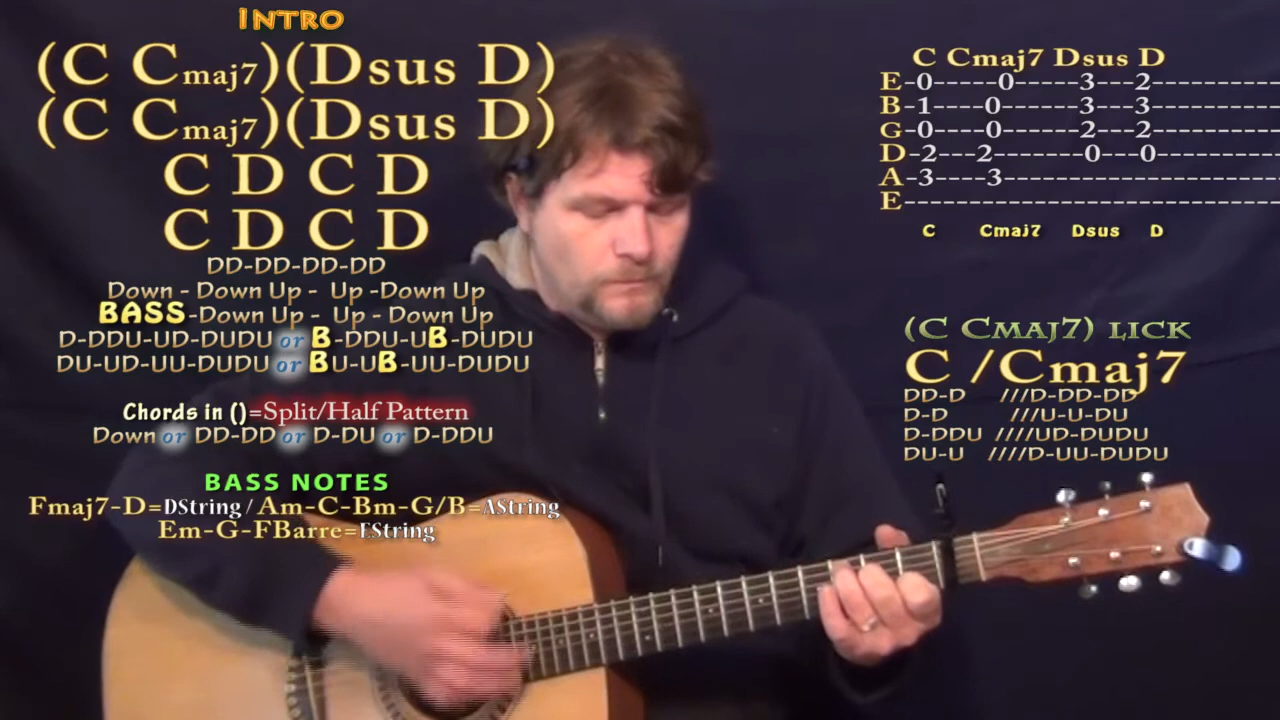 INTRO
(C Cmaj7)(Dsus D)
(C Cmaj7)(Dsus D)
C D C D
C D C D
DD-DD-DD-DD
Down - Down Up - Up -Down Up
BASS-Down Up - Up - Down Up
D-DDU-UD-DUDU or B-DDU-UB-DUDU
DU-UD-UU-DUDU or BU-UB-UU-DUDU
Chords in ()=Split/Half Pattern
Down or DD-DD or D-DU or D-DDU
BASS NOTES
Fmaj7-D=DString / Am-C-Bm-G/B=AString
Em-G-FBarre=EString
C Cmaj7 Dsus D
E-0-----0-----3---2------------
B-1----0------3---3------------
G-0----0------2---2------------
D-2---2-------0---0------------
A-3----3-----------------------
E------------------------------
C Cmaj7 Dsus D
(C CMAJ7) LICK
C /Cmaj7
DD-D ///D-DD-DD
D-D ///U-U-DU
D-DDU ////UD-DUDU
DU-U ////D-UU-DUDU